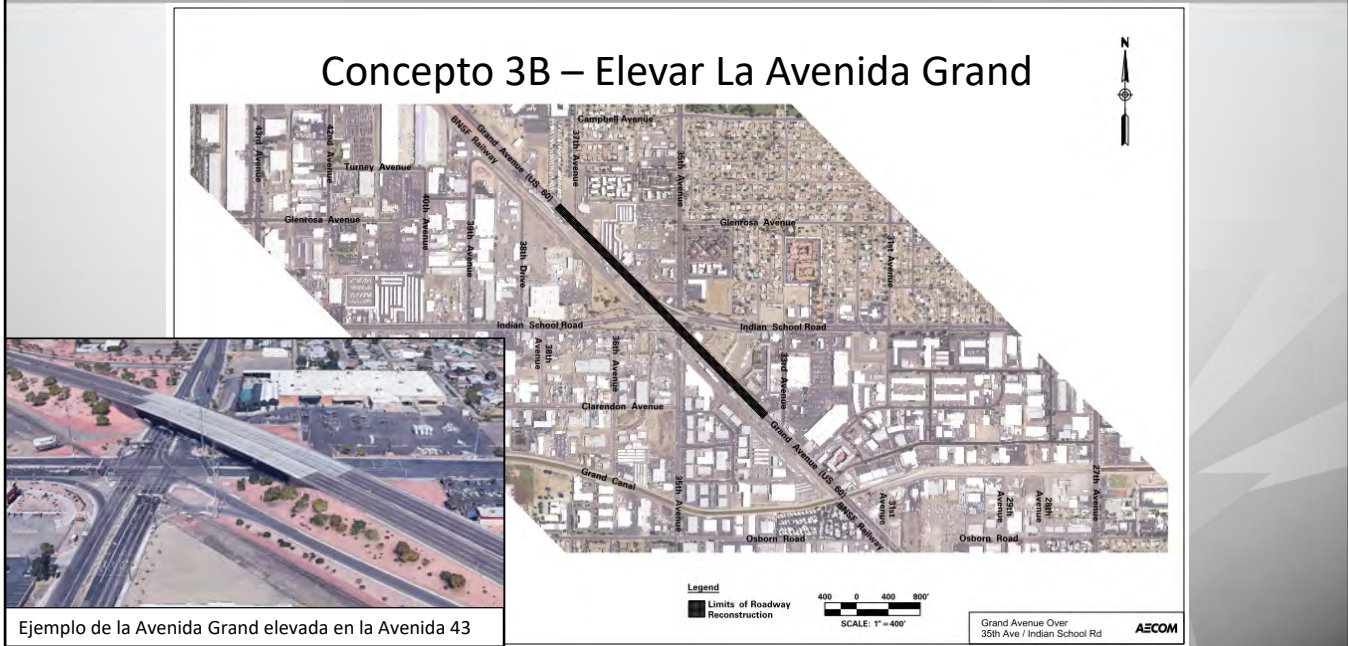 Concepto 3B – Elevar La Avenida Grand
N
Campbell Avenue
Grand Avenue (US 60)
BNSF Railway
43rd Avenue
42nd Avenue
37th Avenue
35th Avenue
Turney Avenue
40th Avenue
39th Avenue
Glenrosa Avenue
Glenrosa Avenue
38th Drive
31st Avenue
Indian School Road
Indian School Road
38th Avenue
36th Avenue
33rd Avenue
Clarendon Avenue
Grand Avenue (US 60)
BNSF Railway
Grand Canal
35th Avenue
31st Avenue
29th Avenue
28th Avenue
27th Avenue
Osborn Road
Osborn Road
Ejemplo de la Avenida Grand elevada en la Avenida 43
Legend
Limits of Roadway
Reconstruction
400 0 400 800'
SCALE: 1" = 400'
Grand Avenue Over
35th Ave / Indian School Rd
AECOM